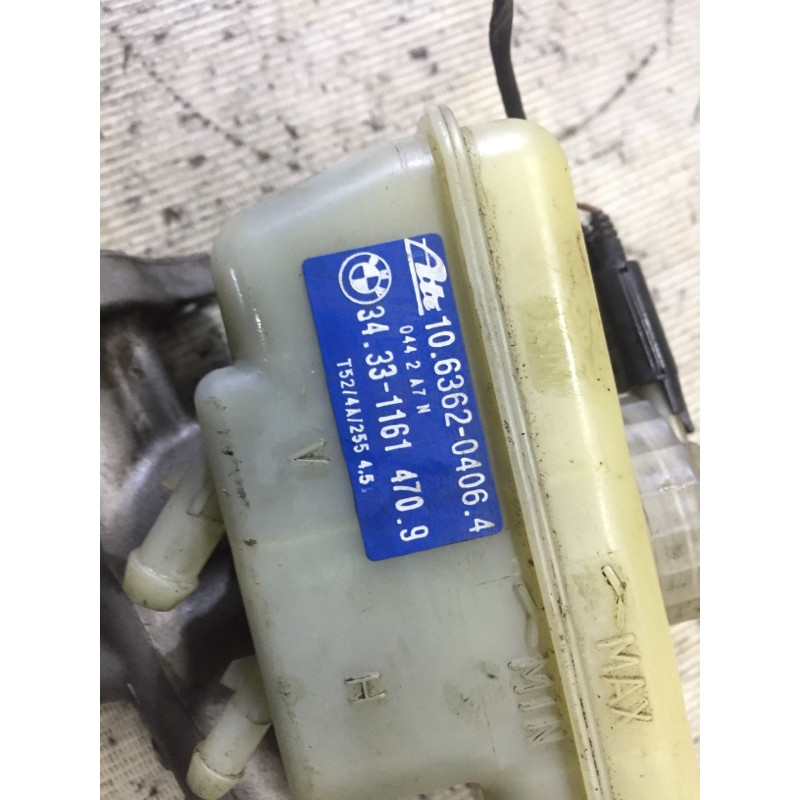 Ate 10.6362-0406.4
044 2 A7 N
34.33-1161 470.9
T52/4A/255 4,5
V
H
MIN
MAX